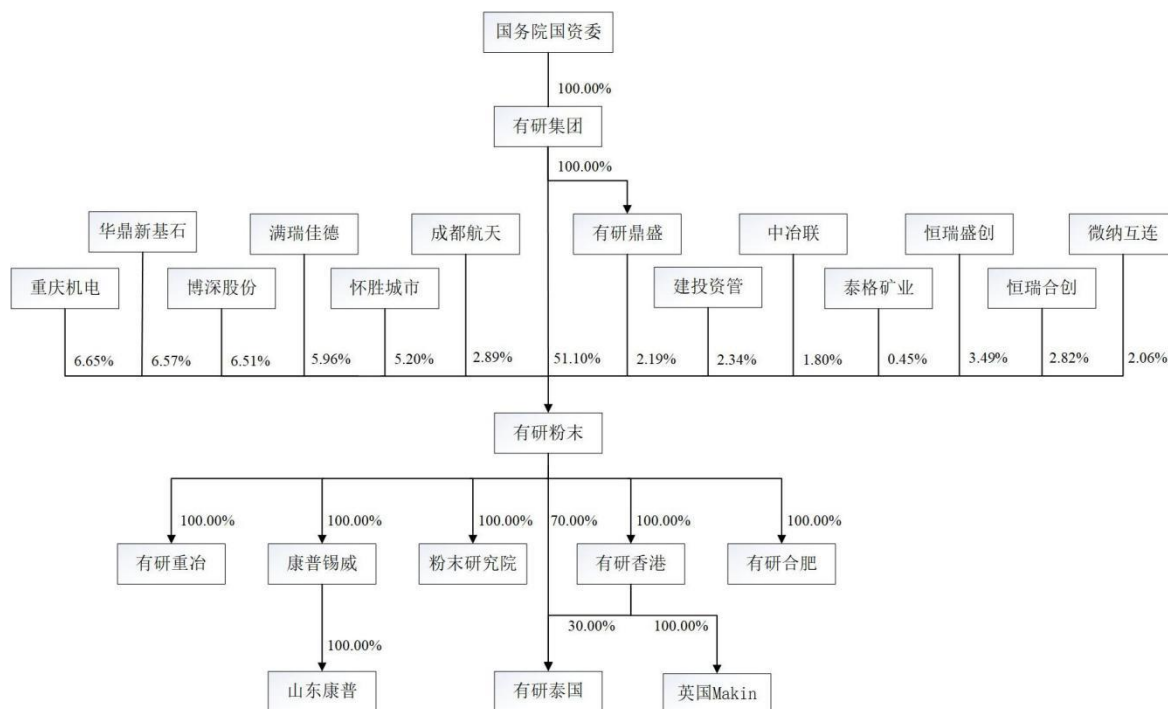 国务院国资委
100.00%
有研集团
100.00%
华鼎新基石
满瑞佳德
成都航天
有研鼎盛
中冶联
恒瑞盛创
微纳互连
重庆机电
博深股份
怀胜城市
建投资管
泰格矿业
恒瑞合创
6.65%
6.57%
6.51%
5.96%
5.20%
2.89%
51.10%
2.19%
2.34%
1.80%
0.45%
3.49%
2.82%
2.06%
有研粉末
100.00%
100.00%
100.00%
70.00%
100.00%
100.00%
有研重冶
康普锡威
粉末研究院
有研香港
有研合肥
30.00%
100.00%
100.00%
山东康普
有研泰国
英国Makin